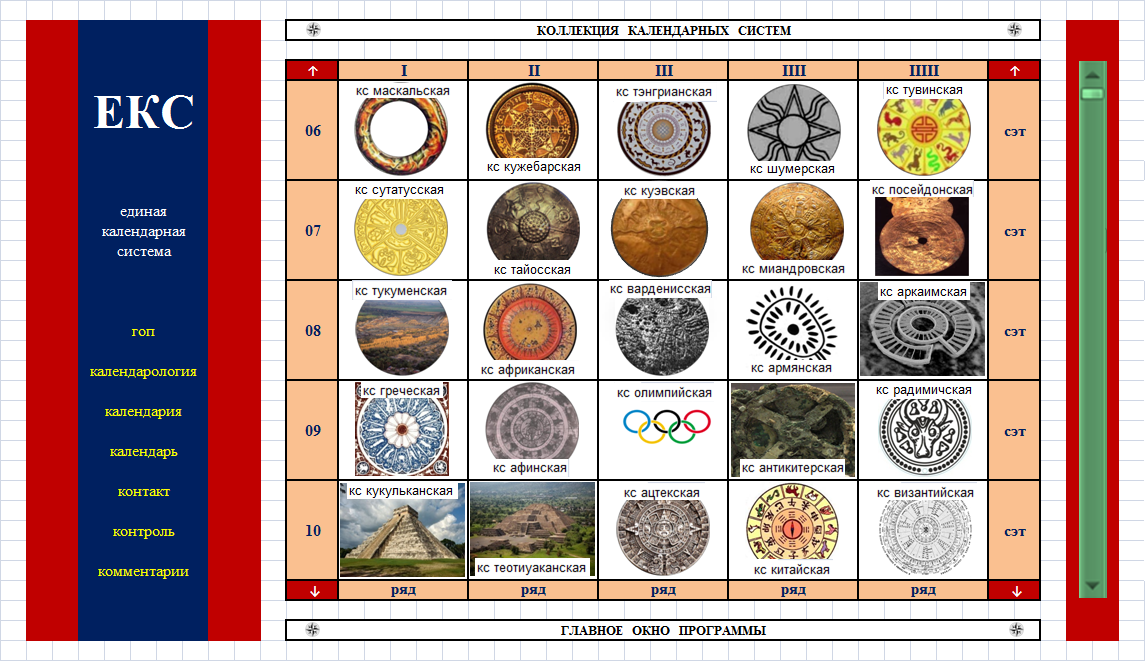 КОЛЛЕКЦИЯ КАЛЕНДАРНЫХ СИСТЕМ
ЕКС
единая
календарная
система
гоп
календарология
календария
календарь
контакт
контроль
комментарии
↑ I II III IIII IIIII ↑
06 кс маскальская кс кужебарская кс тэнгрианская кс шумерская кс тувинская сэт
07 кс сутатусская кс тайосская кс куэвская кс миандровская кс посейдонская сэт
08 кс тукуменская кс африканская кс варденисская кс армянская кс аркаимская сэт
09 кс греческая кс афинская кс олимпийская кс антикитерская кс радимичская сэт
10 кс кукульканская кс теотиуаканская кс ацтекская кс китайская кс византийская сэт
↓ ряд ряд ряд ряд ряд ↓
ГЛАВНОЕ ОКНО ПРОГРАММЫ